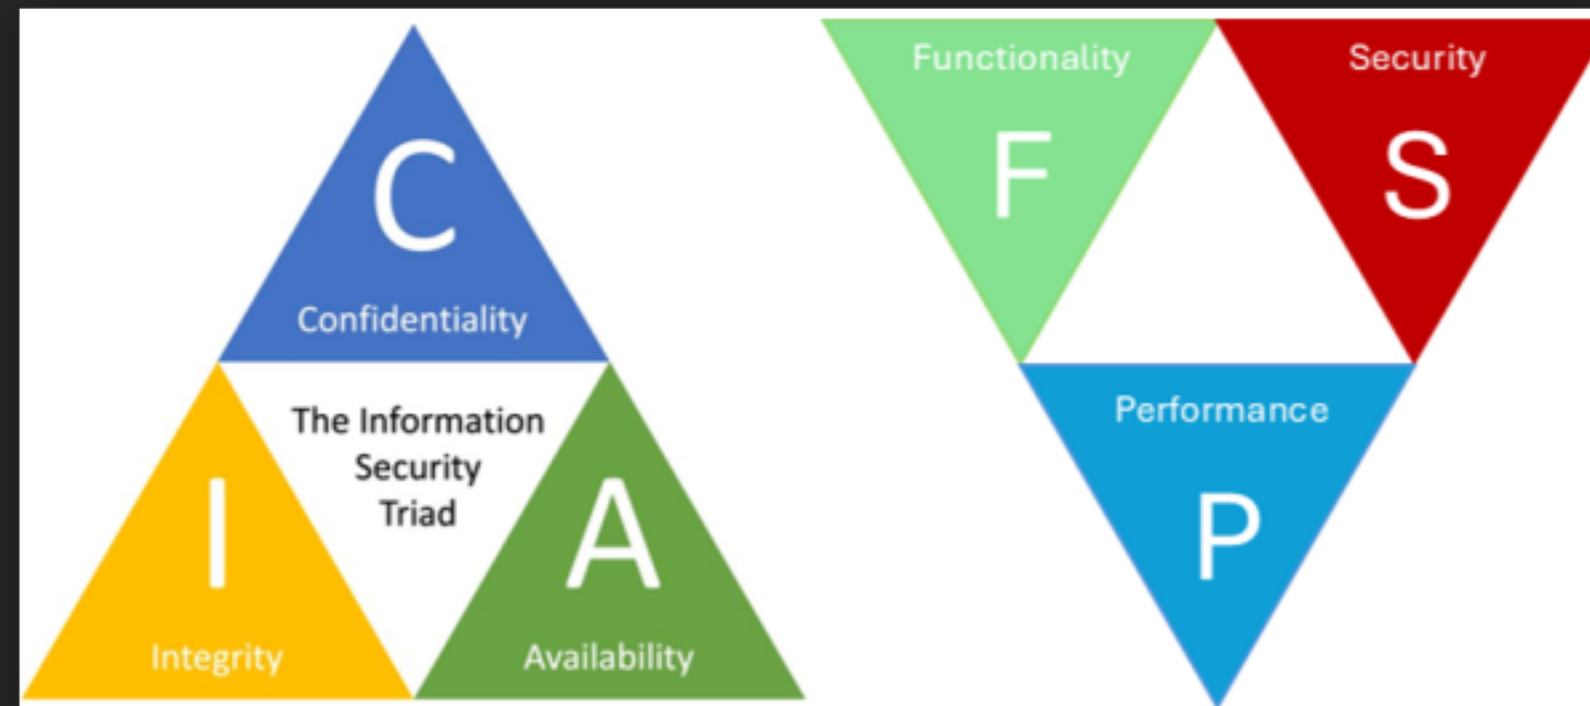 C
Confidentiality
The Information
Security
Triad
I
Integrity
A
Availability
Functionality
F
Security
S
Performance
P